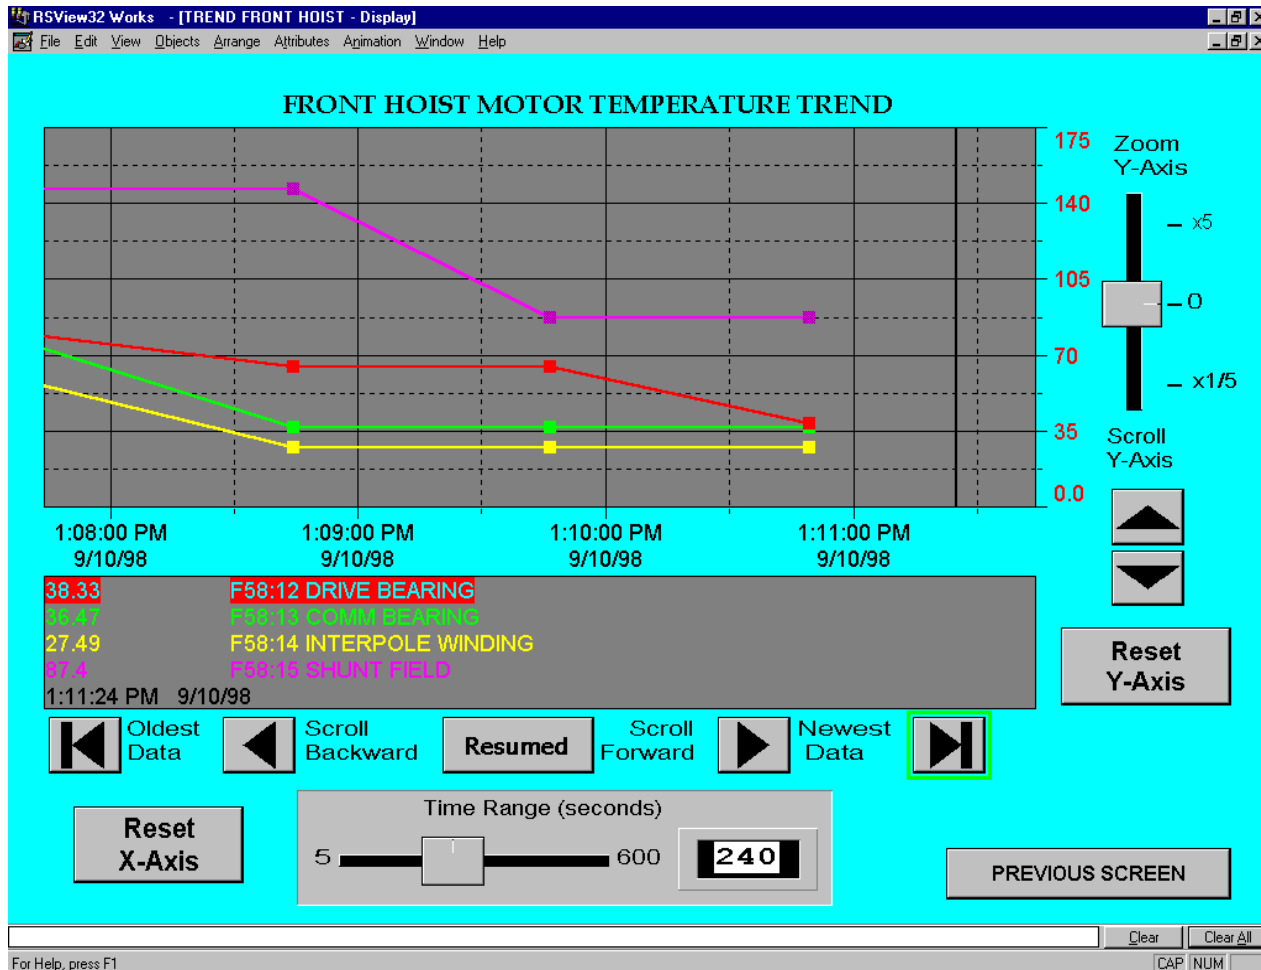 RSView32 Works - [TREND FRONT HOIST - Display]
File Edit View Objects Arrange Attributes Animation Window Help
FRONT HOIST MOTOR TEMPERATURE TREND
175
140
105
70
35
0.0
Zoom
Y-Axis
x5
0
x1/5
Scroll
Y-Axis
1:08:00 PM 1:09:00 PM 1:10:00 PM 1:11:00 PM
9/10/98 9/10/98 9/10/98 9/10/98
38.33 F58:12 DRIVE BEARING
36.47 F58:13 COMM BEARING
27.49 F58:14 INTERPOLE WINDING
87.4 F58:15 SHUNT FIELD
1:11:24 PM 9/10/98
Reset
Y-Axis
Oldest
Data
Scroll
Backward
Resumed
Scroll
Forward
Newest
Data
Reset
X-Axis
Time Range (seconds)
5 600 240
PREVIOUS SCREEN
Clear Clear All
For Help, press F1 CAP NUM